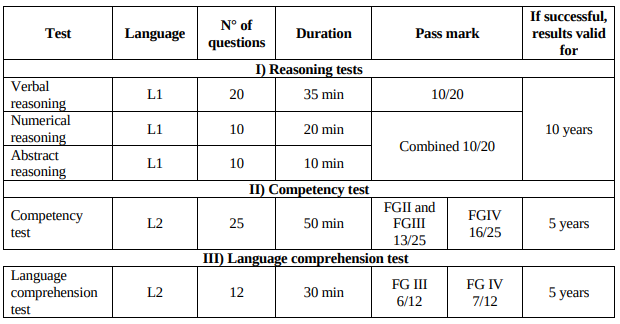 Test Language N° of questions Duration Pass mark If successful, results valid for
I) Reasoning tests
Verbal reasoning L1 20 35 min 10/20 10 years
Numerical reasoning L1 10 20 min Combined 10/20
Abstract reasoning L1 10 10 min
II) Competency test
Competency test L2 25 50 min FGII and FGIII 13/25 FGIV 16/25 5 years
III) Language comprehension test
Language comprehension test L2 12 30 min FG III 6/12 FG IV 7/12 5 years